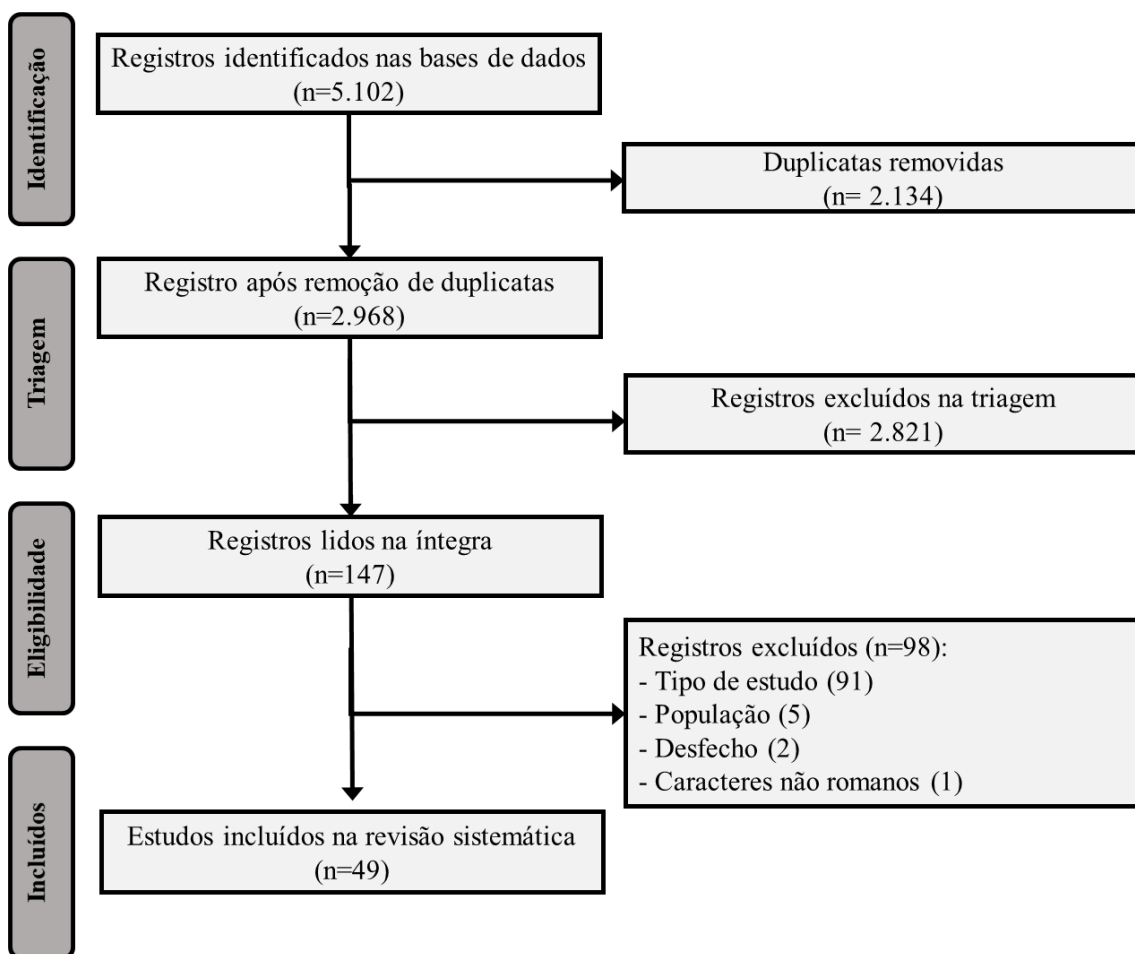 Identificação
Registros identificados nas bases de dados
(n=5.102)
Duplicatas removidas
(n= 2.134)
Triagem
Registro após remoção de duplicatas
(n=2.968)
Registros excluídos na triagem
(n= 2.821)
Eligibilidade
Registros lidos na íntegra
(n=147)
Registros excluídos (n=98):
- Tipo de estudo (91)
- População (5)
- Desfecho (2)
- Caracteres não romanos (1)
Incluídos
Estudos incluídos na revisão sistemática
(n=49)